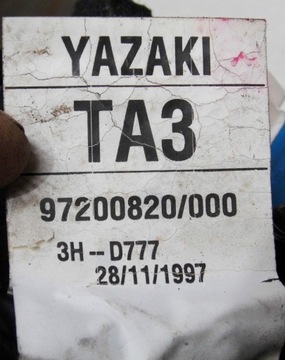 YAZAKI
TA3
97200820/000
3H -- D777
28/11/1997